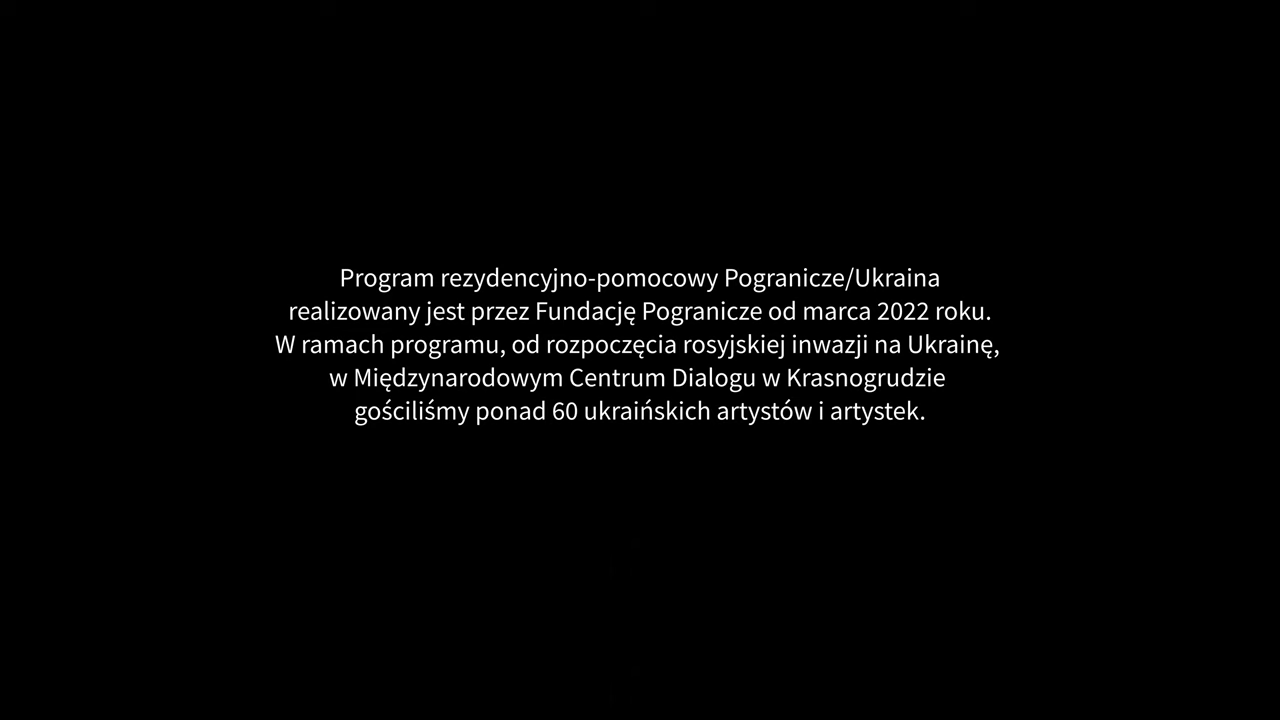 Program rezydencyjno-pomocowy Pogranicze/Ukraina
realizowany jest przez Fundację Pogranicze od marca 2022 roku.
W ramach programu, od rozpoczęcia rosyjskiej inwazji na Ukrainę,
w Międzynarodowym Centrum Dialogu w Krasnogrudzie
gościliśmy ponad 60 ukraińskich artystów i artystek.